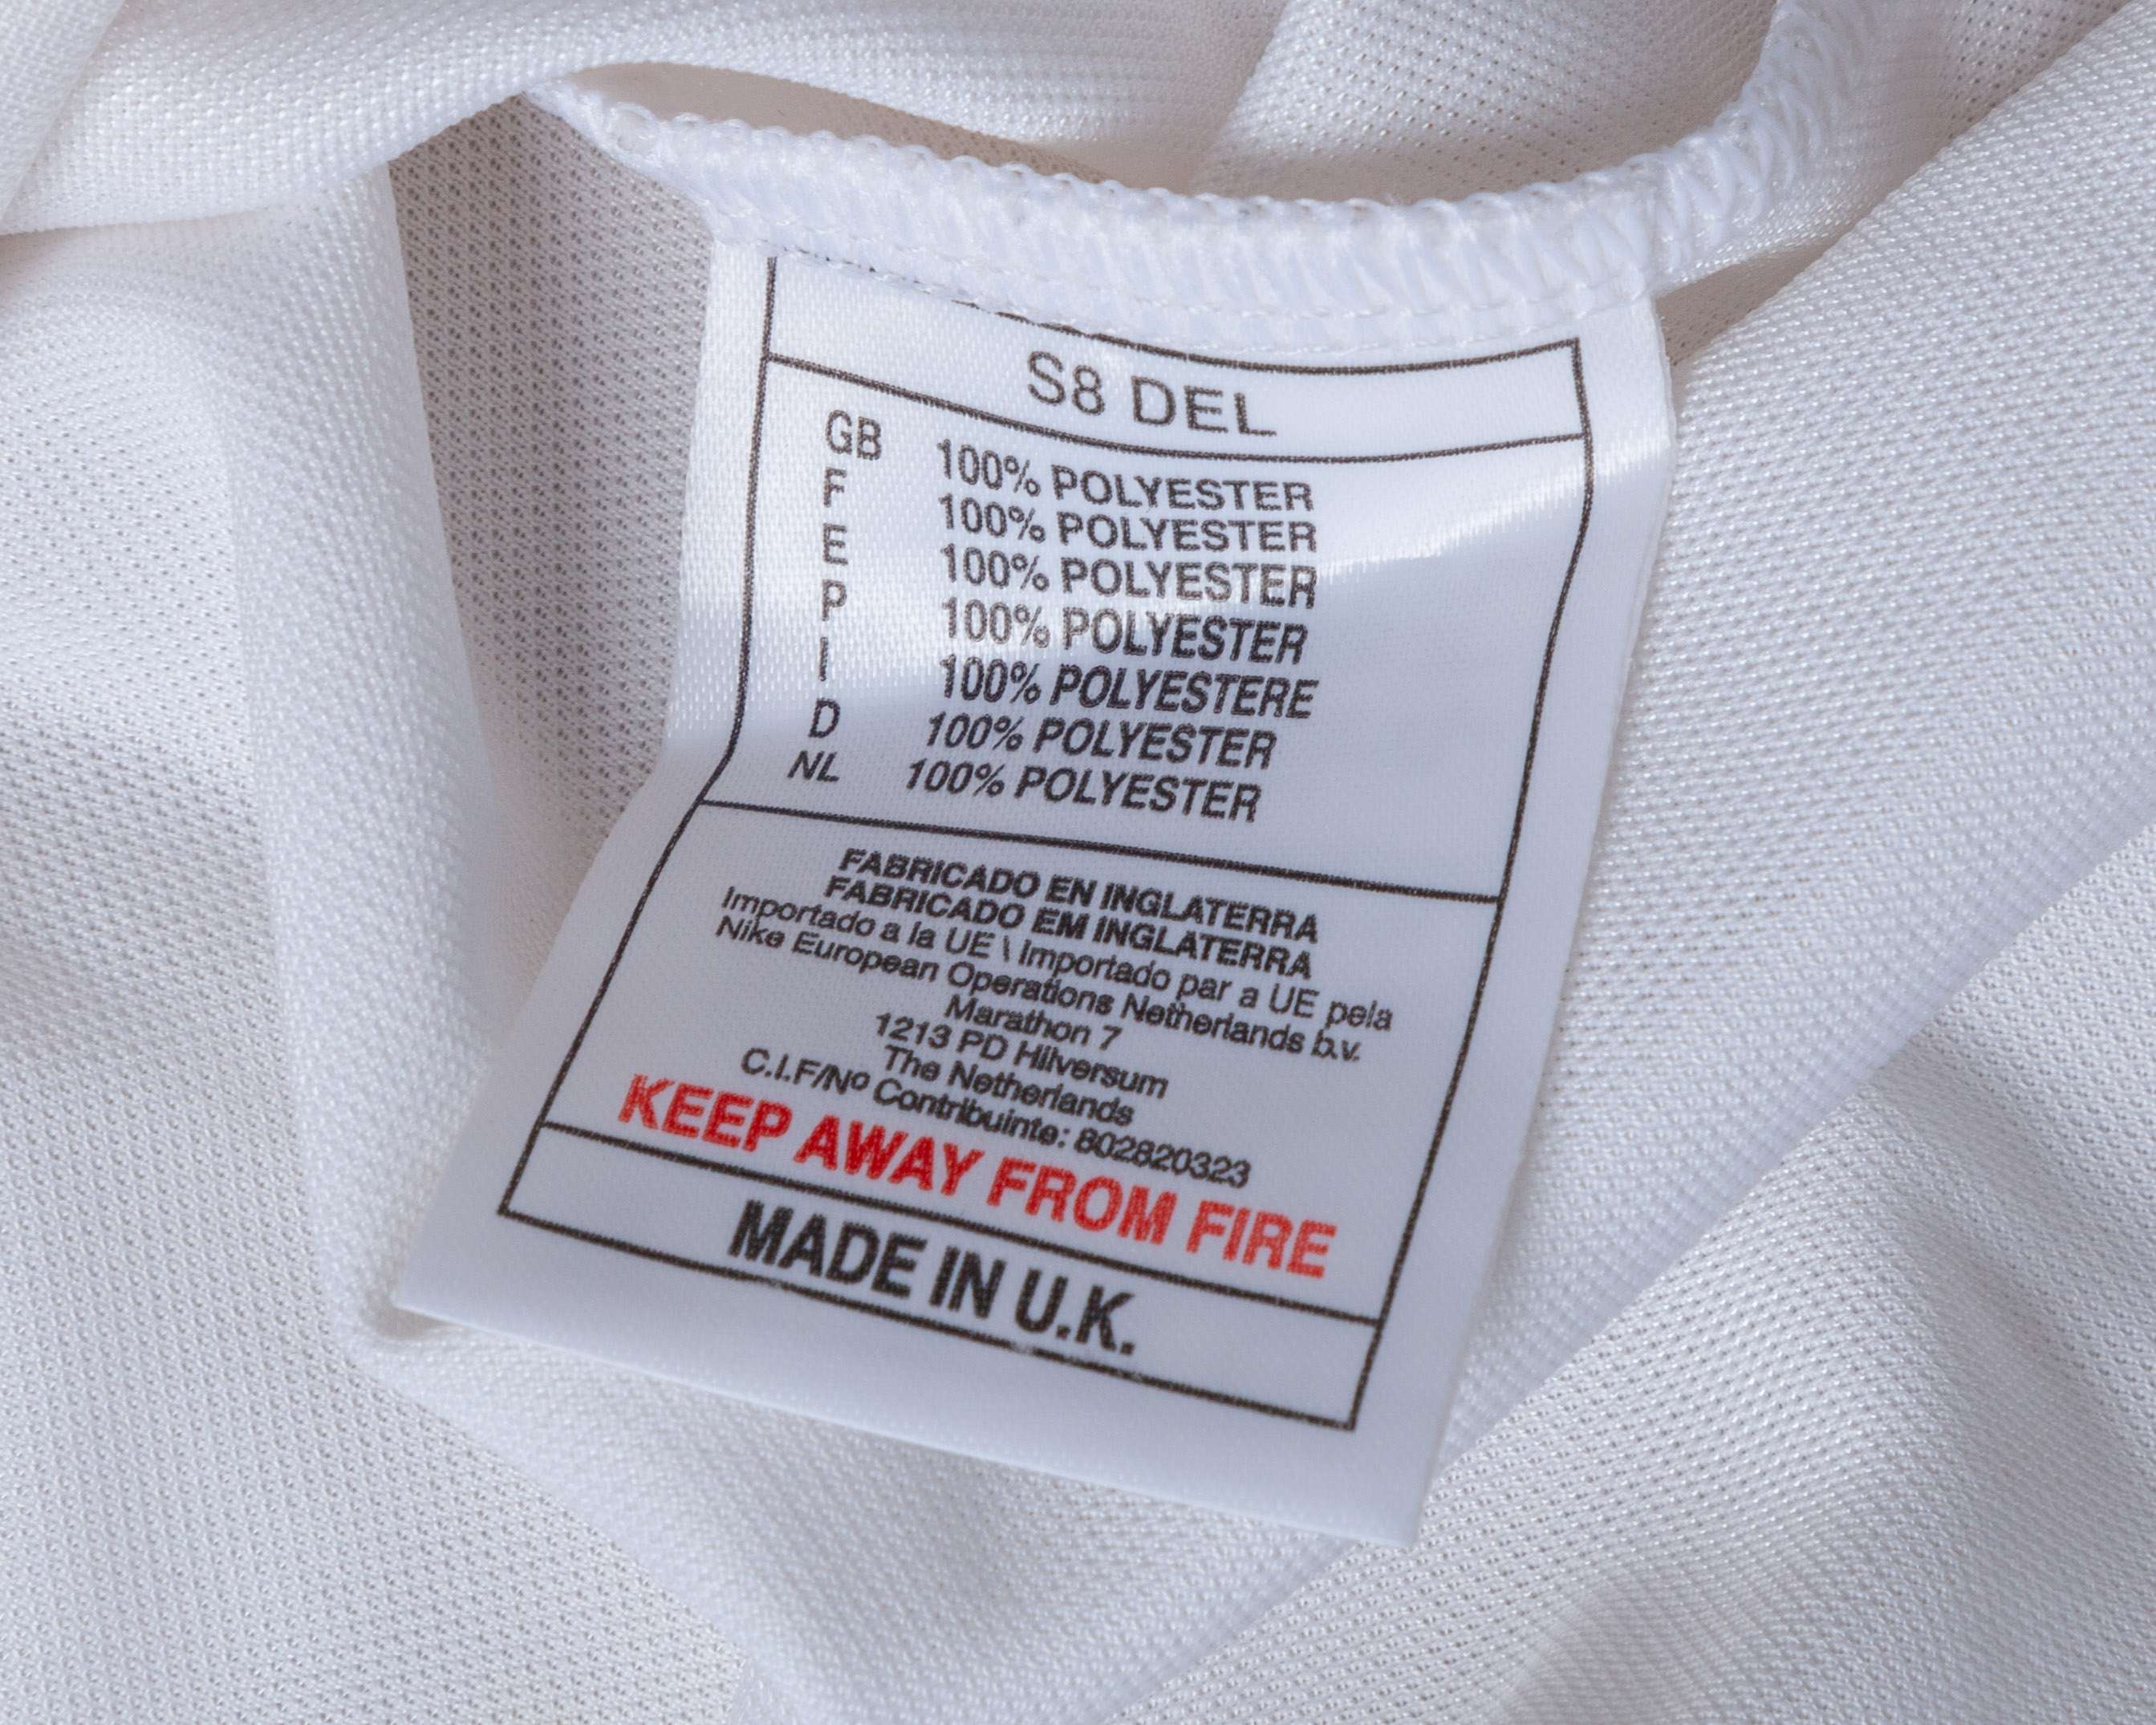 S8 DEL
GB 100% POLYESTER
F 100% POLYESTER
E 100% POLYESTER
P 100% POLYESTER
I 100% POLYESTERE
D 100% POLYESTER
NL 100% POLYESTER
FABRICADO EN INGLATERRA
FABRICADO EM INGLATERRA
Importado a la UE \ Importado par a UE pela
Nike European Operations Netherlands b.v.
Marathon 7
1213 PD Hilversum
The Netherlands
C.I.F/Nº Contribuinte: 802820323
KEEP AWAY FROM FIRE
MADE IN U.K.